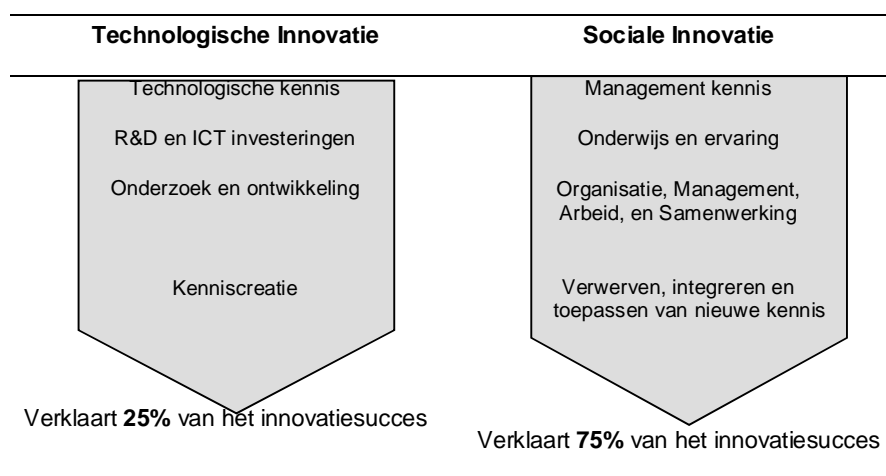 Technologische Innovatie
Technologische kennis
R&D en ICT investeringen
Onderzoek en ontwikkeling
Kenniscreatie
Verklaart 25% van het innovatiesucces
Sociale Innovatie
Management kennis
Onderwijs en ervaring
Organisatie, Management,
Arbeid, en Samenwerking
Verwerven, integreren en
toepassen van nieuwe kennis
Verklaart 75% van het innovatiesucces